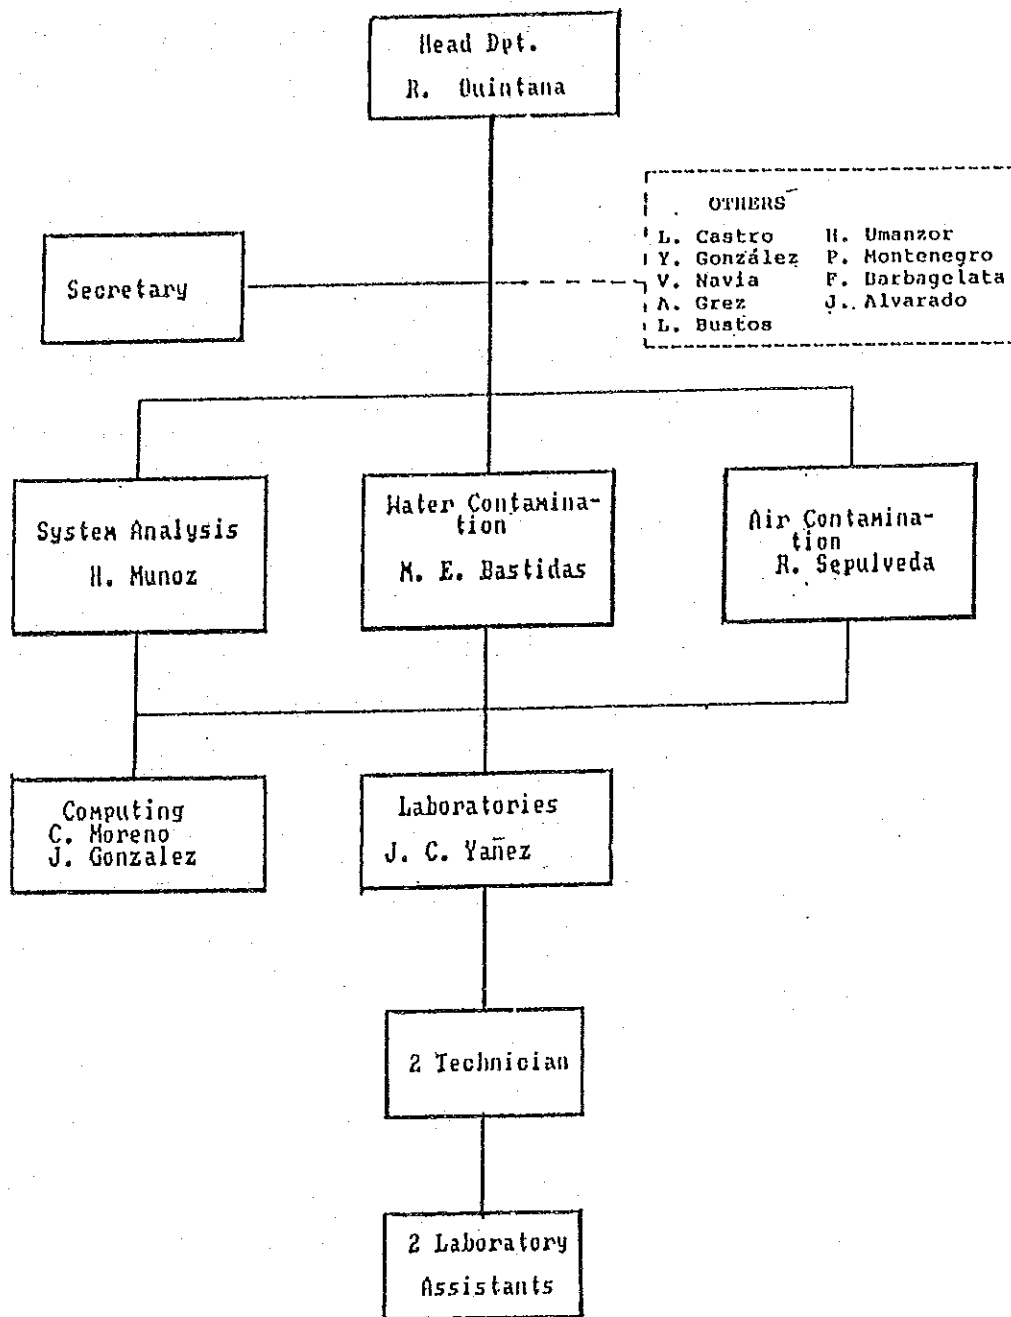 Head Dpt.
R. Quintana
OTHERS
L. Castro H. Umanzor
Y. González P. Montenegro
V. Navia F. Barbagelata
A. Grez J. Alvarado
L. Bustos
Secretary
System Analysis
H. Munoz
Water Contamina-
tion
M. E. Bastidas
Air Contamina-
tion
R. Sepulveda
Computing
C. Moreno
J. Gonzalez
Laboratories
J. C. Yañez
2 Technician
2 Laboratory
Assistants